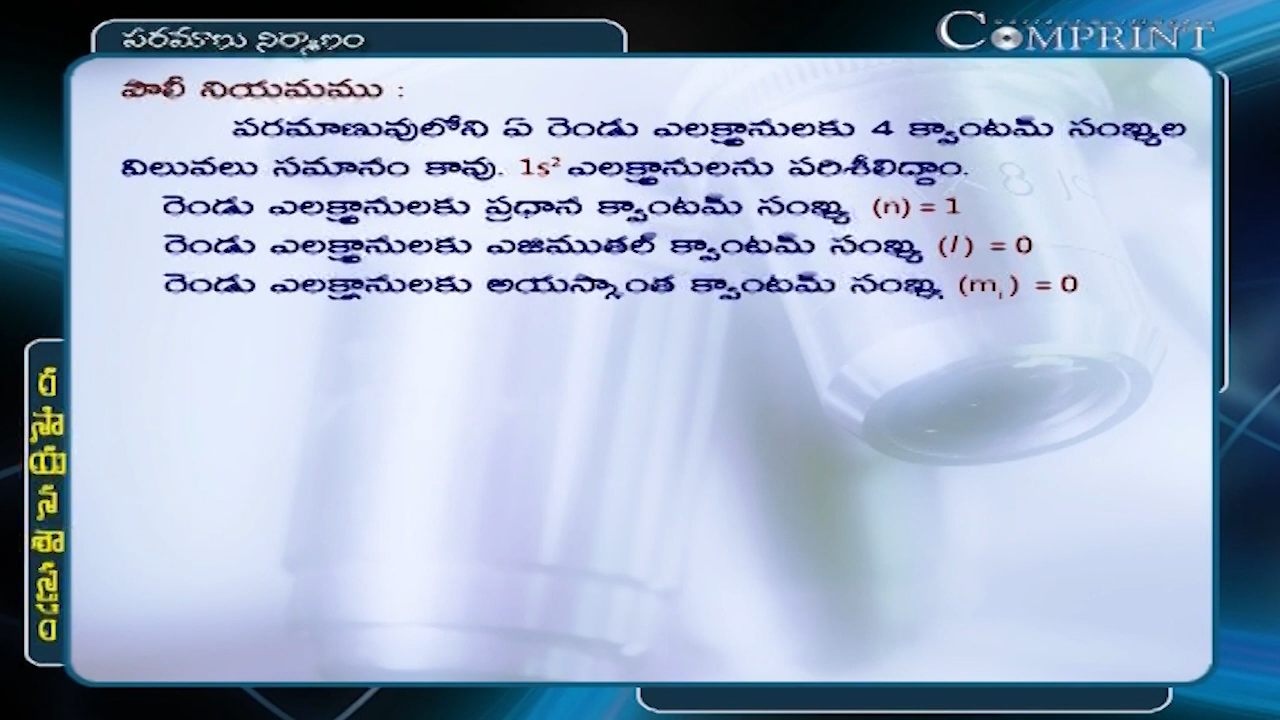 పరమాణు నిర్మాణం
COMPRINT
పౌలీ నియమము :
పరమాణువులోని ఏ రెండు ఎలక్ట్రానులకు 4 క్వాంటమ్ సంఖ్యల
విలువలు సమానం కావు. 1s² ఎలక్ట్రానులను పరిశీలిద్దాం.
రెండు ఎలక్ట్రానులకు ప్రధాన క్వాంటమ్ సంఖ్య (n) = 1
రెండు ఎలక్ట్రానులకు ఎజిముతల్ క్వాంటమ్ సంఖ్య (l) = 0
రెండు ఎలక్ట్రానులకు అయస్కాంత క్వాంటమ్ సంఖ్య (mₗ) = 0
రసాయన శాస్త్రం